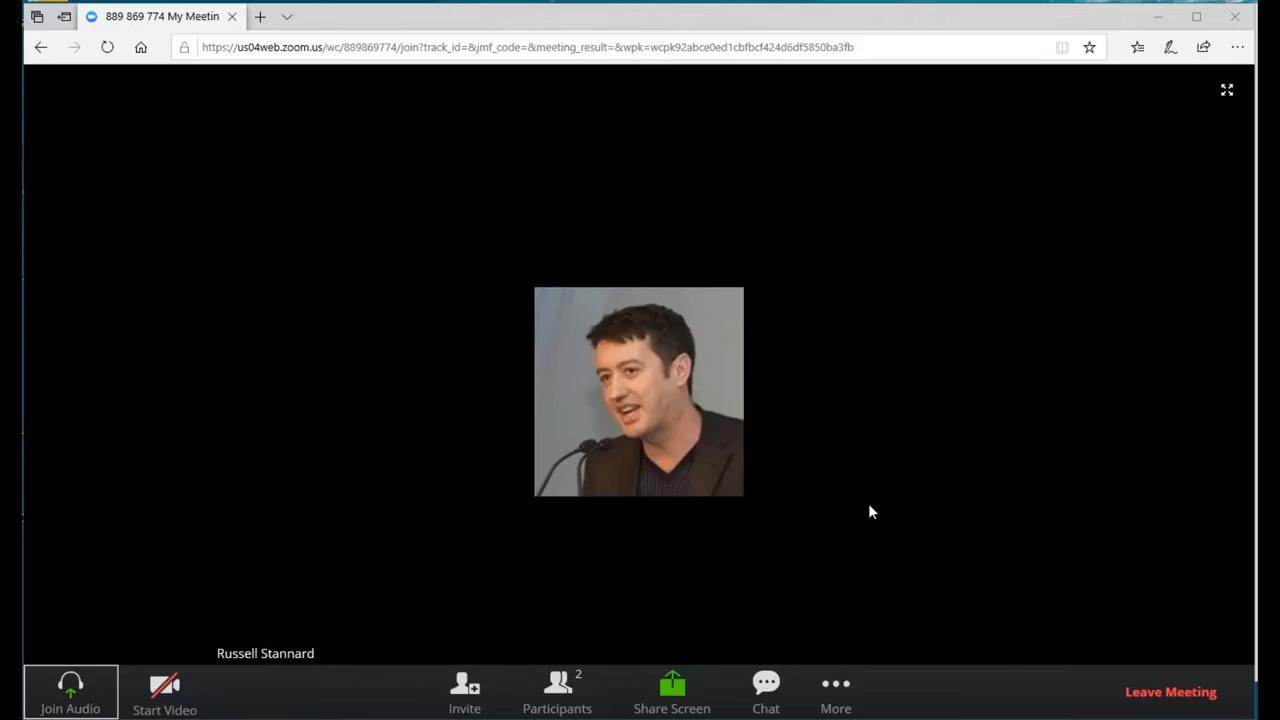 889 869 774 My Meetin
https://us04web.zoom.us/wc/889869774/join?track_id=&jmf_code=&meeting_result=&wpk=wcpk92abce0ed1cbfbcf424d6df5850ba3fb
Russell Stannard
Join Audio
Start Video
Invite
2
Participants
Share Screen
Chat
More
Leave Meeting